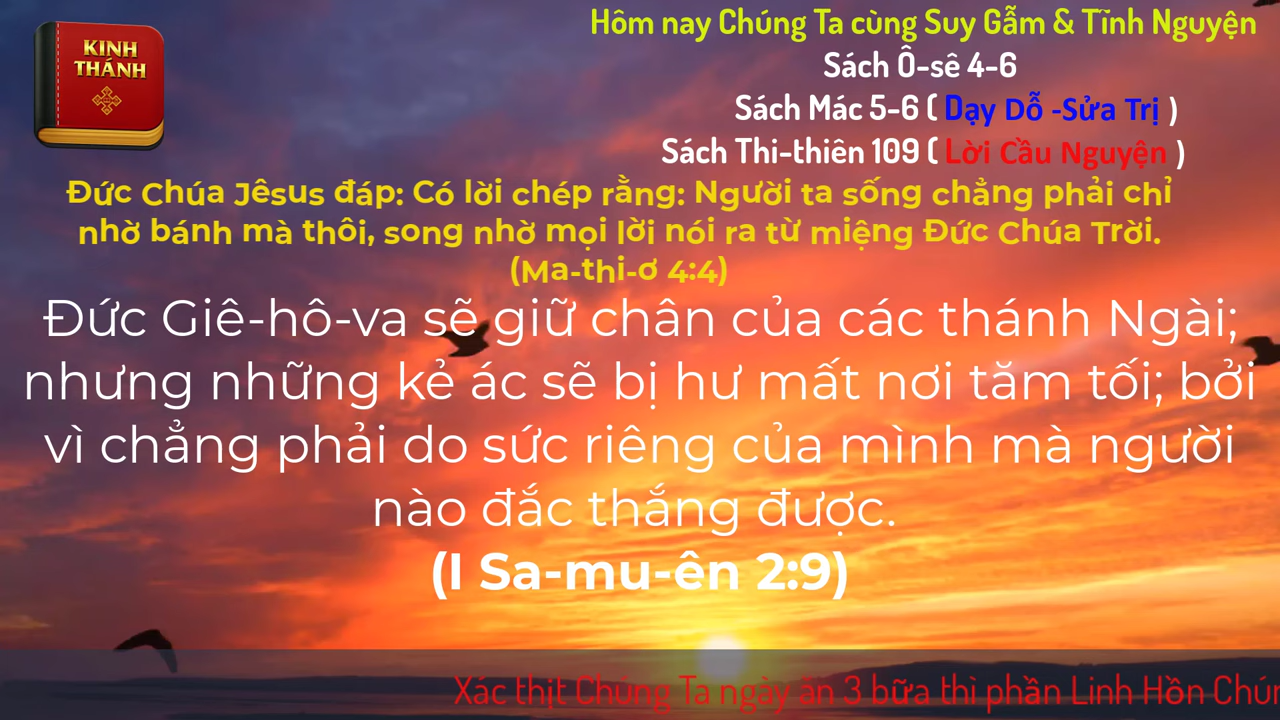 KINH
THÁNH
Hôm nay Chúng Ta cùng Suy Gẫm & Tĩnh Nguyện
Sách Ô-sê 4-6
Sách Mác 5-6 ( Dạy Dỗ -Sửa Trị )
Sách Thi-thiên 109 ( Lời Cầu Nguyện )
Đức Chúa Jêsus đáp: Có lời chép rằng: Người ta sống chẳng phải chỉ
nhờ bánh mà thôi, song nhờ mọi lời nói ra từ miệng Đức Chúa Trời.
(Ma-thi-ơ 4:4)
Đức Giê-hô-va sẽ giữ chân của các thánh Ngài;
nhưng những kẻ ác sẽ bị hư mất nơi tăm tối; bởi
vì chẳng phải do sức riêng của mình mà người
nào đắc thắng được.
(I Sa-mu-ên 2:9)
Xác thịt Chúng Ta ngày ăn 3 bữa thì phần Linh Hồn